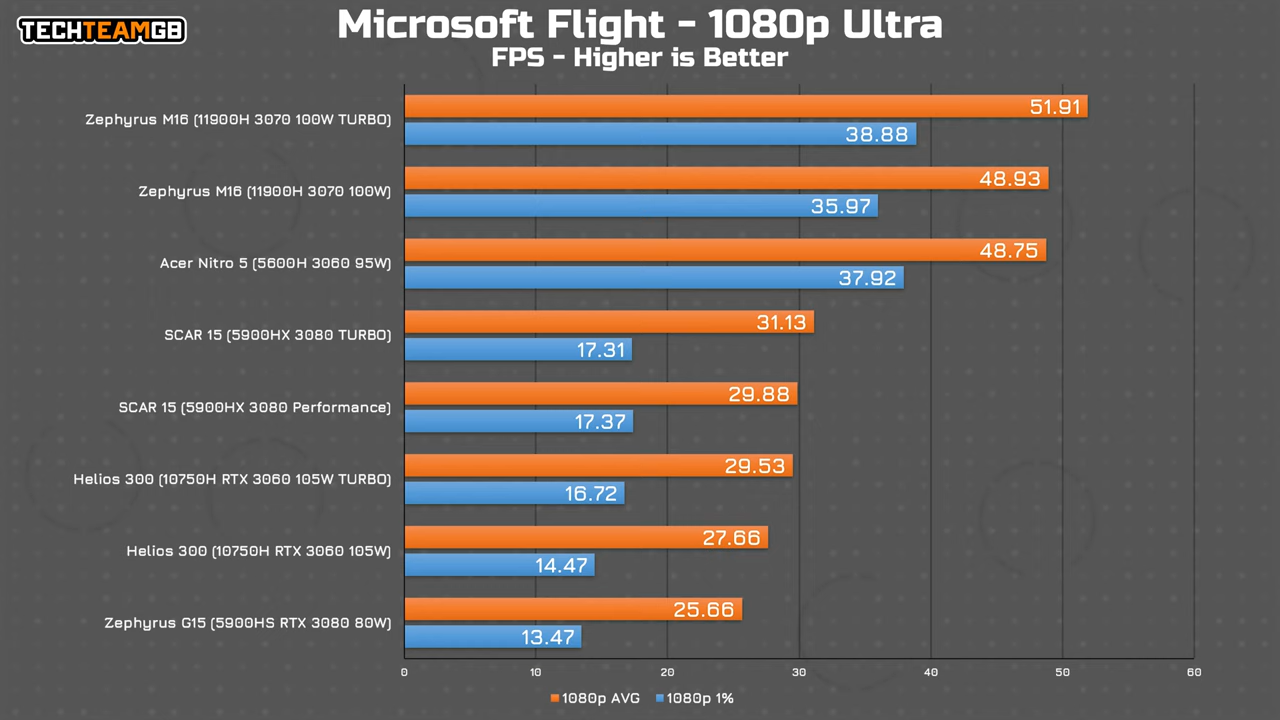 TECHTEAMGB
Microsoft Flight - 1080p Ultra
FPS - Higher is Better
Zephyrus M16 (11900H 3070 100W TURBO)
51.91
38.88
Zephyrus M16 (11900H 3070 100W)
48.93
35.97
Acer Nitro 5 (5600H 3060 95W)
48.75
37.92
SCAR 15 (5900HX 3080 TURBO)
31.13
17.31
SCAR 15 (5900HX 3080 Performance)
29.88
17.37
Helios 300 (10750H RTX 3060 105W TURBO)
29.53
16.72
Helios 300 (10750H RTX 3060 105W)
27.66
14.47
Zephyrus G15 (5900HS RTX 3080 80W)
25.66
13.47
0 10 20 30 40 50 60
1080p AVG 1080p 1%